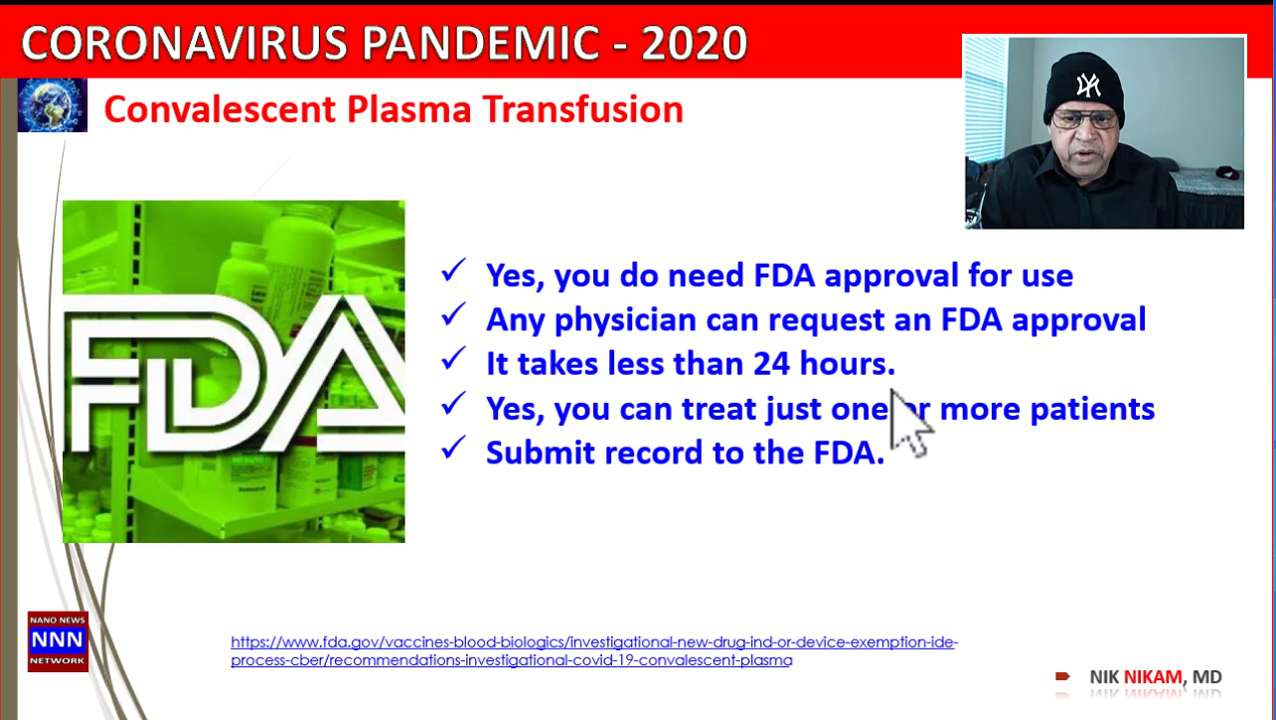 CORONAVIRUS PANDEMIC - 2020
Convalescent Plasma Transfusion
FDA
Yes, you do need FDA approval for use
Any physician can request an FDA approval
It takes less than 24 hours.
Yes, you can treat just one or more patients
Submit record to the FDA.
NANO NEWS
NNN
NETWORK
https://www.fda.gov/vaccines-blood-biologics/investigational-new-drug-ind-or-device-exemption-ide-
process-cber/recommendations-investigational-covid-19-convalescent-plasma
NIK NIKAM, MD